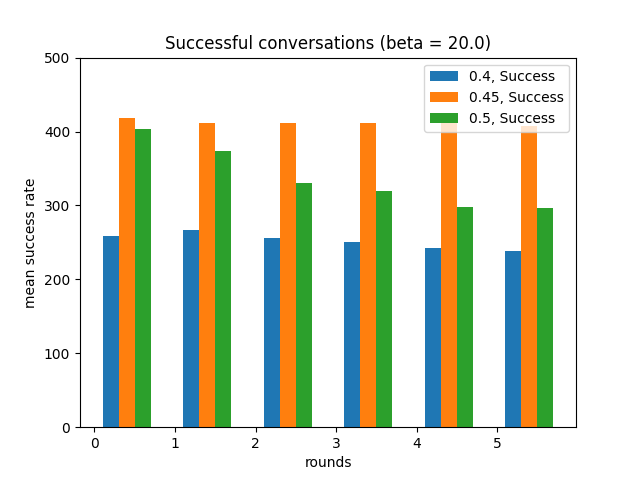 Successful conversations (beta = 20.0)
0.4, Success
0.45, Success
0.5, Success
mean success rate
500
400
300
200
100
0
0 1 2 3 4 5
rounds